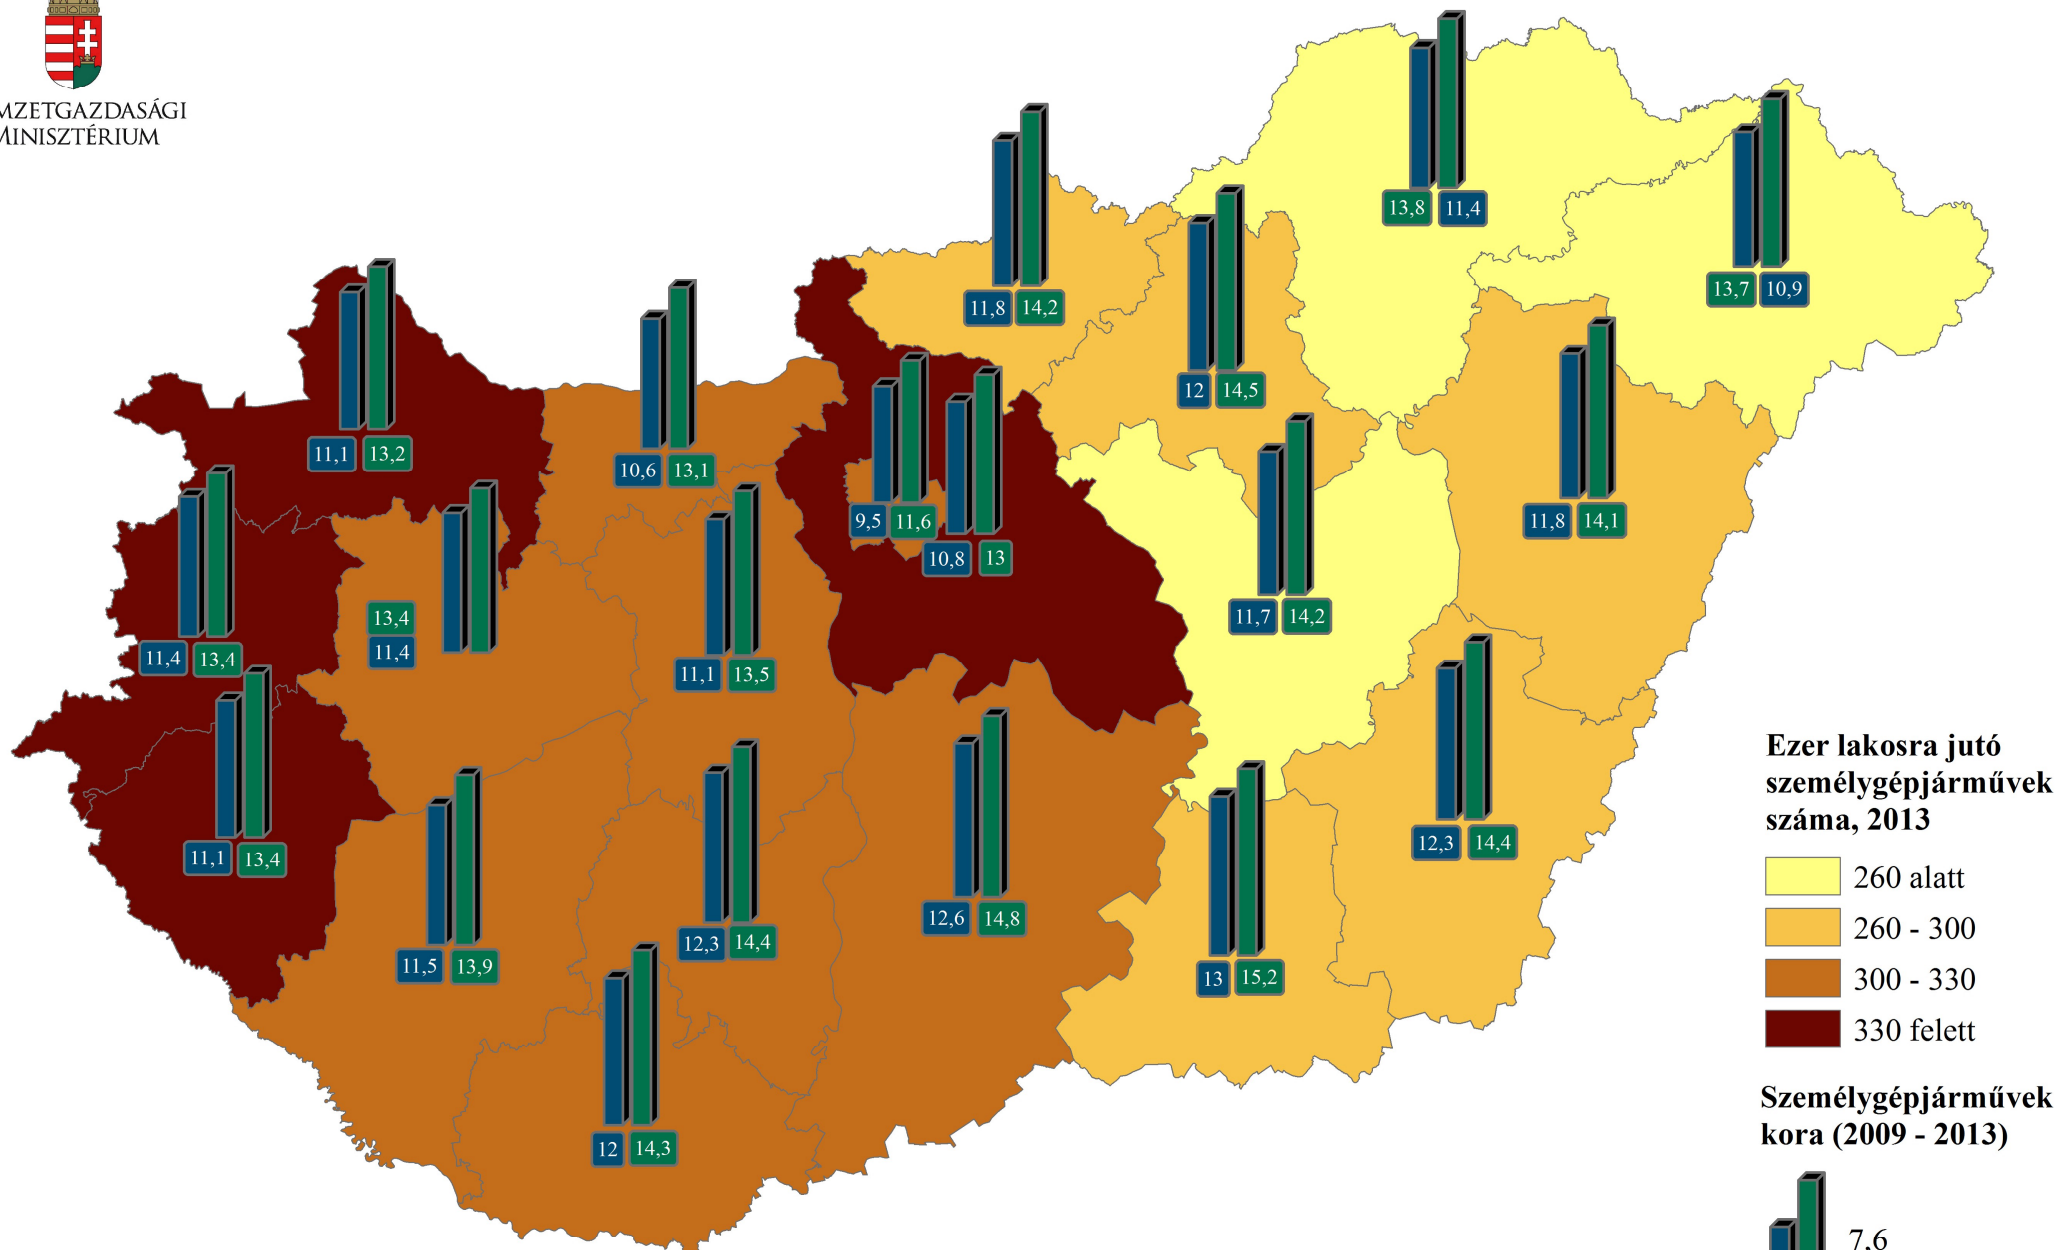 MZETGAZDASÁGI
MINISZTÉRIUM
13,8 11,4
13,7 10,9
11,8 14,2
12 14,5
11,1 13,2
10,6 13,1
9,5 11,6
10,8 13
11,8 14,1
11,7 14,2
13,4
11,4
11,4 13,4
11,1 13,5
11,1 13,4
12,3 14,4
12,6 14,8
12,3 14,4
11,5 13,9
13 15,2
12 14,3
Ezer lakosra jutó
személygépjárművek
száma, 2013
260 alatt
260 - 300
300 - 330
330 felett
Személygépjárművek
kora (2009 - 2013)
7,6